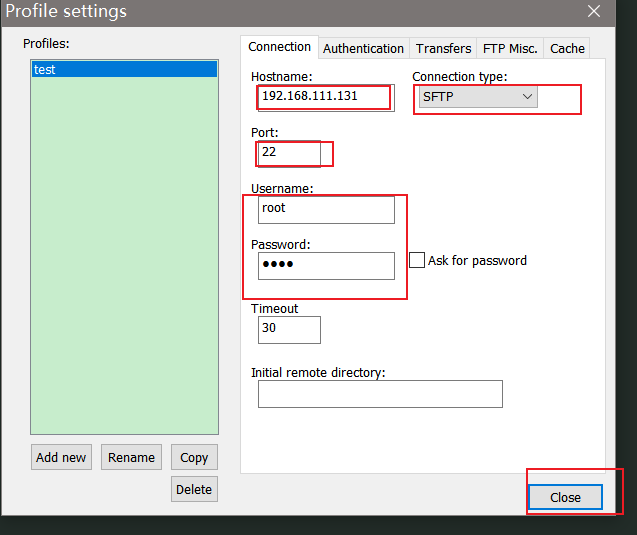 Profile settings
Profiles:
test
Add new
Rename
Copy
Delete
Connection
Authentication
Transfers
FTP Misc.
Cache
Hostname:
192.168.111.131
Connection type:
SFTP
Port:
22
Username:
root
Password:
●●●●
Ask for password
Timeout
30
Initial remote directory:
Close